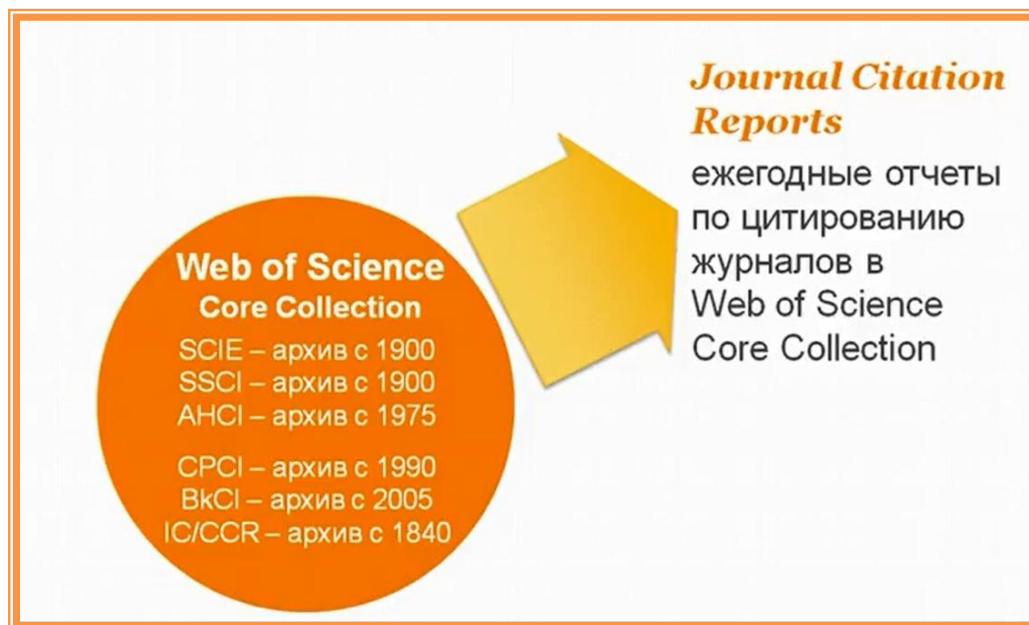 Journal Citation
Reports
ежегодные отчеты
по цитированию
журналов в
Web of Science
Core Collection
Web of Science
Core Collection
SCIE – архив с 1900
SSCI – архив с 1900
AHCI – архив с 1975
CPCI – архив с 1990
BkCI – архив с 2005
IC/CCR – архив с 1840